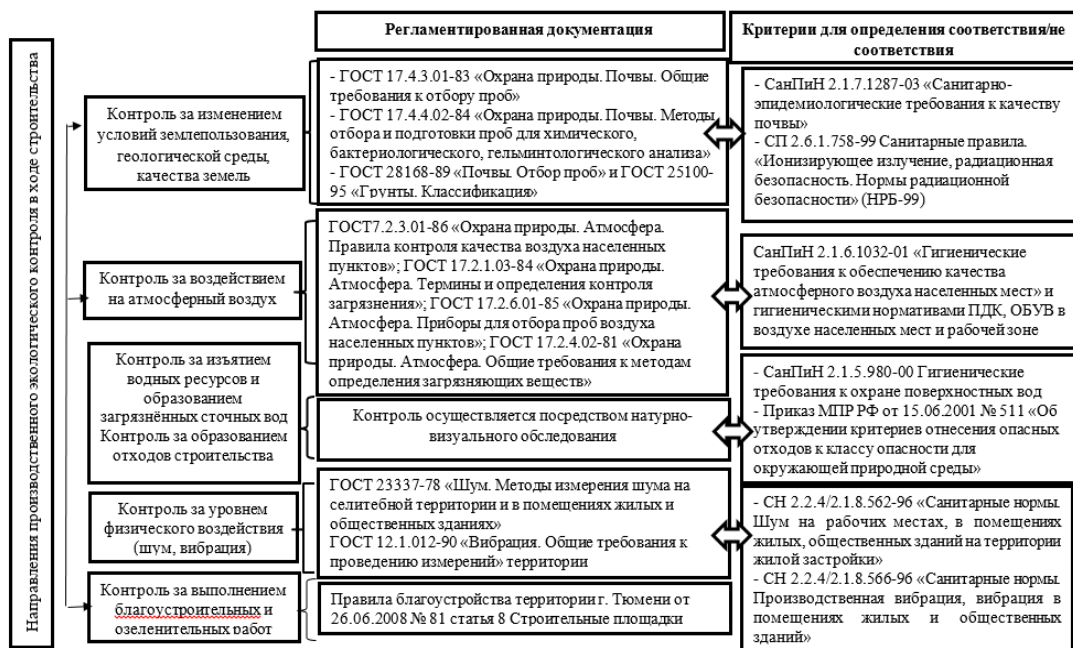 Направления производственного экологического контроля в ходе строительства
Регламентированная документация
Критерии для определения соответствия/не
соответствия
Контроль за изменением
условий землепользования,
геологической среды,
качества земель
- ГОСТ 17.4.3.01-83 «Охрана природы. Почвы. Общие
требования к отбору проб»
- ГОСТ 17.4.4.02-84 «Охрана природы. Почвы. Методы
отбора и подготовки проб для химического,
бактериологического, гельминтологического анализа»
- ГОСТ 28168-89 «Почвы. Отбор проб» и ГОСТ 25100-
95 «Грунты. Классификация»
- СанПиН 2.1.7.1287-03 «Санитарно-
эпидемиологические требования к качеству
почвы»
- СП 2.6.1.758-99 Санитарные правила.
«Ионизирующее излучение, радиационная
безопасность. Нормы радиационной
безопасности» (НРБ-99)
Контроль за воздействием
на атмосферный воздух
ГОСТ7.2.3.01-86 «Охрана природы. Атмосфера.
Правила контроля качества воздуха населенных
пунктов»; ГОСТ 17.2.1.03-84 «Охрана природы.
Атмосфера. Термины и определения контроля
загрязнения»; ГОСТ 17.2.6.01-85 «Охрана природы.
Атмосфера. Приборы для отбора проб воздуха
населенных пунктов»; ГОСТ 17.2.4.02-81 «Охрана
природы. Атмосфера. Общие требования к методам
определения загрязняющих веществ»
СанПиН 2.1.6.1032-01 «Гигиенические
требования к обеспечению качества
атмосферного воздуха населенных мест» и
гигиеническими нормативами ПДК, ОБУВ в
воздухе населенных мест и рабочей зоне
Контроль за изъятием
водных ресурсов и
образованием
загрязнённых сточных вод
Контроль за образованием
отходов строительства
Контроль осуществляется посредством натурно-
визуального обследования
- СанПиН 2.1.5.980-00 Гигиенические
требования к охране поверхностных вод
- Приказ МПР РФ от 15.06.2001 № 511 «Об
утверждении критериев отнесения опасных
отходов к классу опасности для
окружающей природной среды»
Контроль за уровнем
физического воздействия
(шум, вибрация)
ГОСТ 23337-78 «Шум. Методы измерения шума на
селитебной территории и в помещениях жилых и
общественных зданиях»
ГОСТ 12.1.012-90 «Вибрация. Общие требования к
проведению измерений» территории
- СН 2.2.4/2.1.8.562-96 «Санитарные нормы.
Шум на рабочих местах, в помещениях
жилых, общественных зданий на территории
жилой застройки»
- СН 2.2.4/2.1.8.566-96 «Санитарные нормы.
Производственная вибрация, вибрация в
помещениях жилых и общественных
зданий»
Контроль за выполнением
благоустроительных и
озеленительных работ
Правила благоустройства территории г. Тюмени от
26.06.2008 № 81 статья 8 Строительные площадки